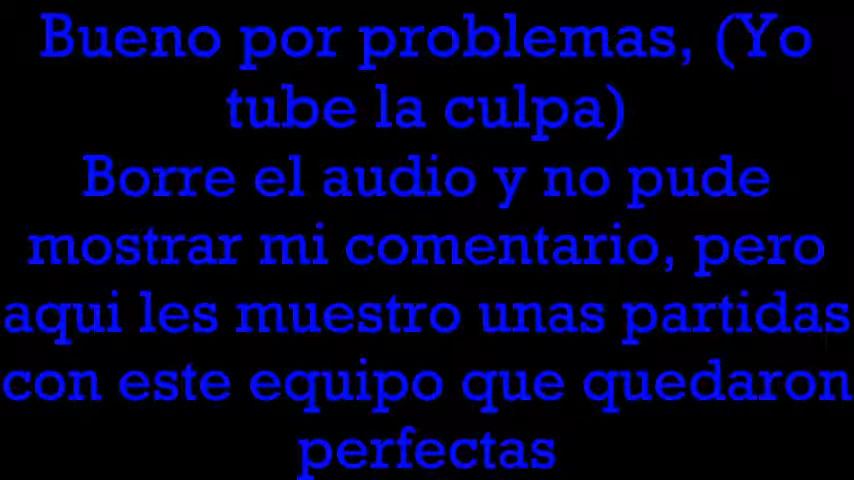 Bueno por problemas, (Yo
tube la culpa)
Borre el audio y no pude
mostrar mi comentario, pero
aqui les muestro unas partidas
con este equipo que quedaron
perfectas